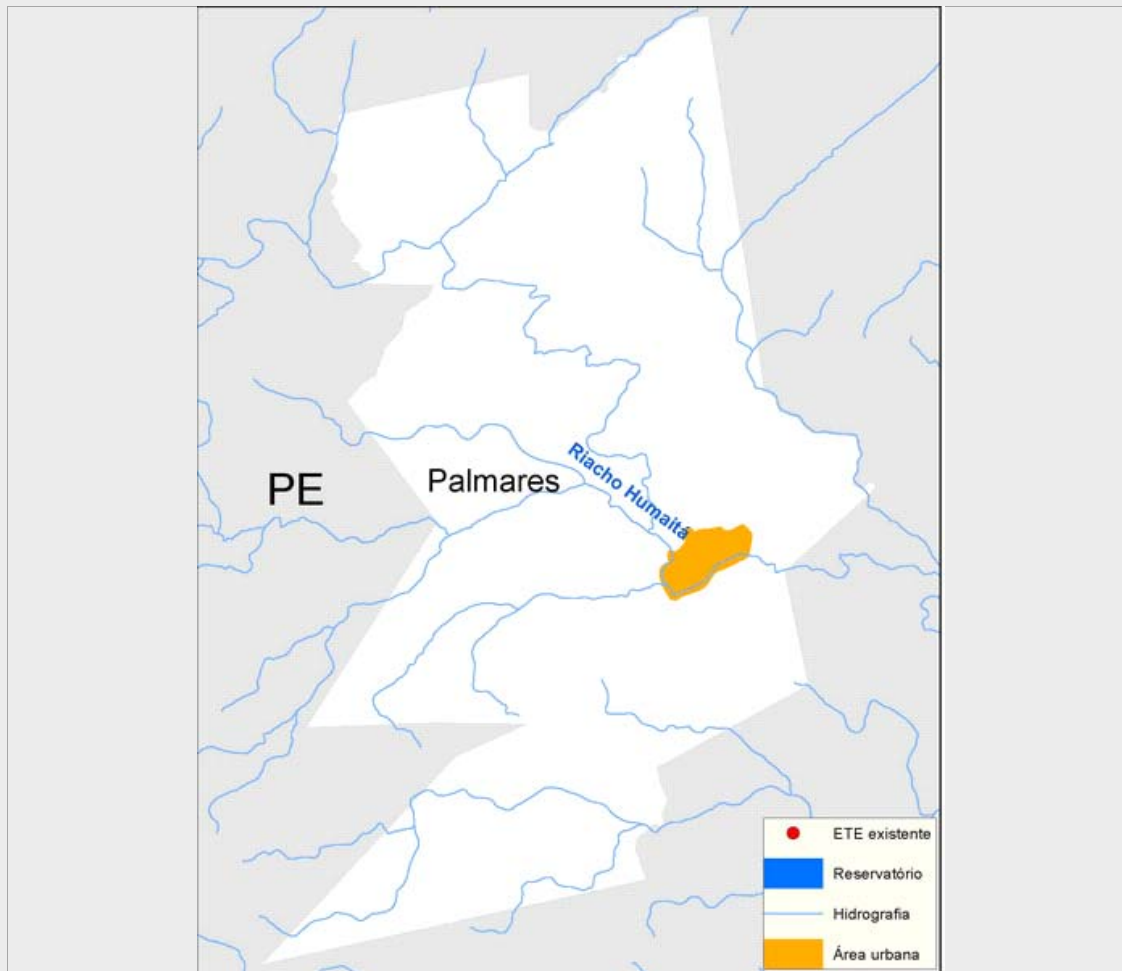 Riacho Humaitá
PE
Palmares
ETE existente
Reservatório
Hidrografia
Área urbana